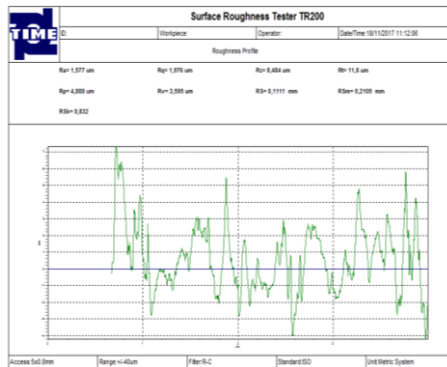 Surface Roughness Tester TR200
TIME
ID: Workpiece: Operator: Date/Time:10/11/2017 11:12:06
Roughness Profile
Ra= 1,577 um Rq= 1,976 um Rz= 8,484 um Rt= 11,8 um
Rp= 4,888 um Rv= 3,595 um RS= 0,1111 mm RSm= 0,2105 mm
RSk= 0,832
Access 5x0.8mm Range +/-40um Filter:R-C Standard:ISO Unit:Metric System